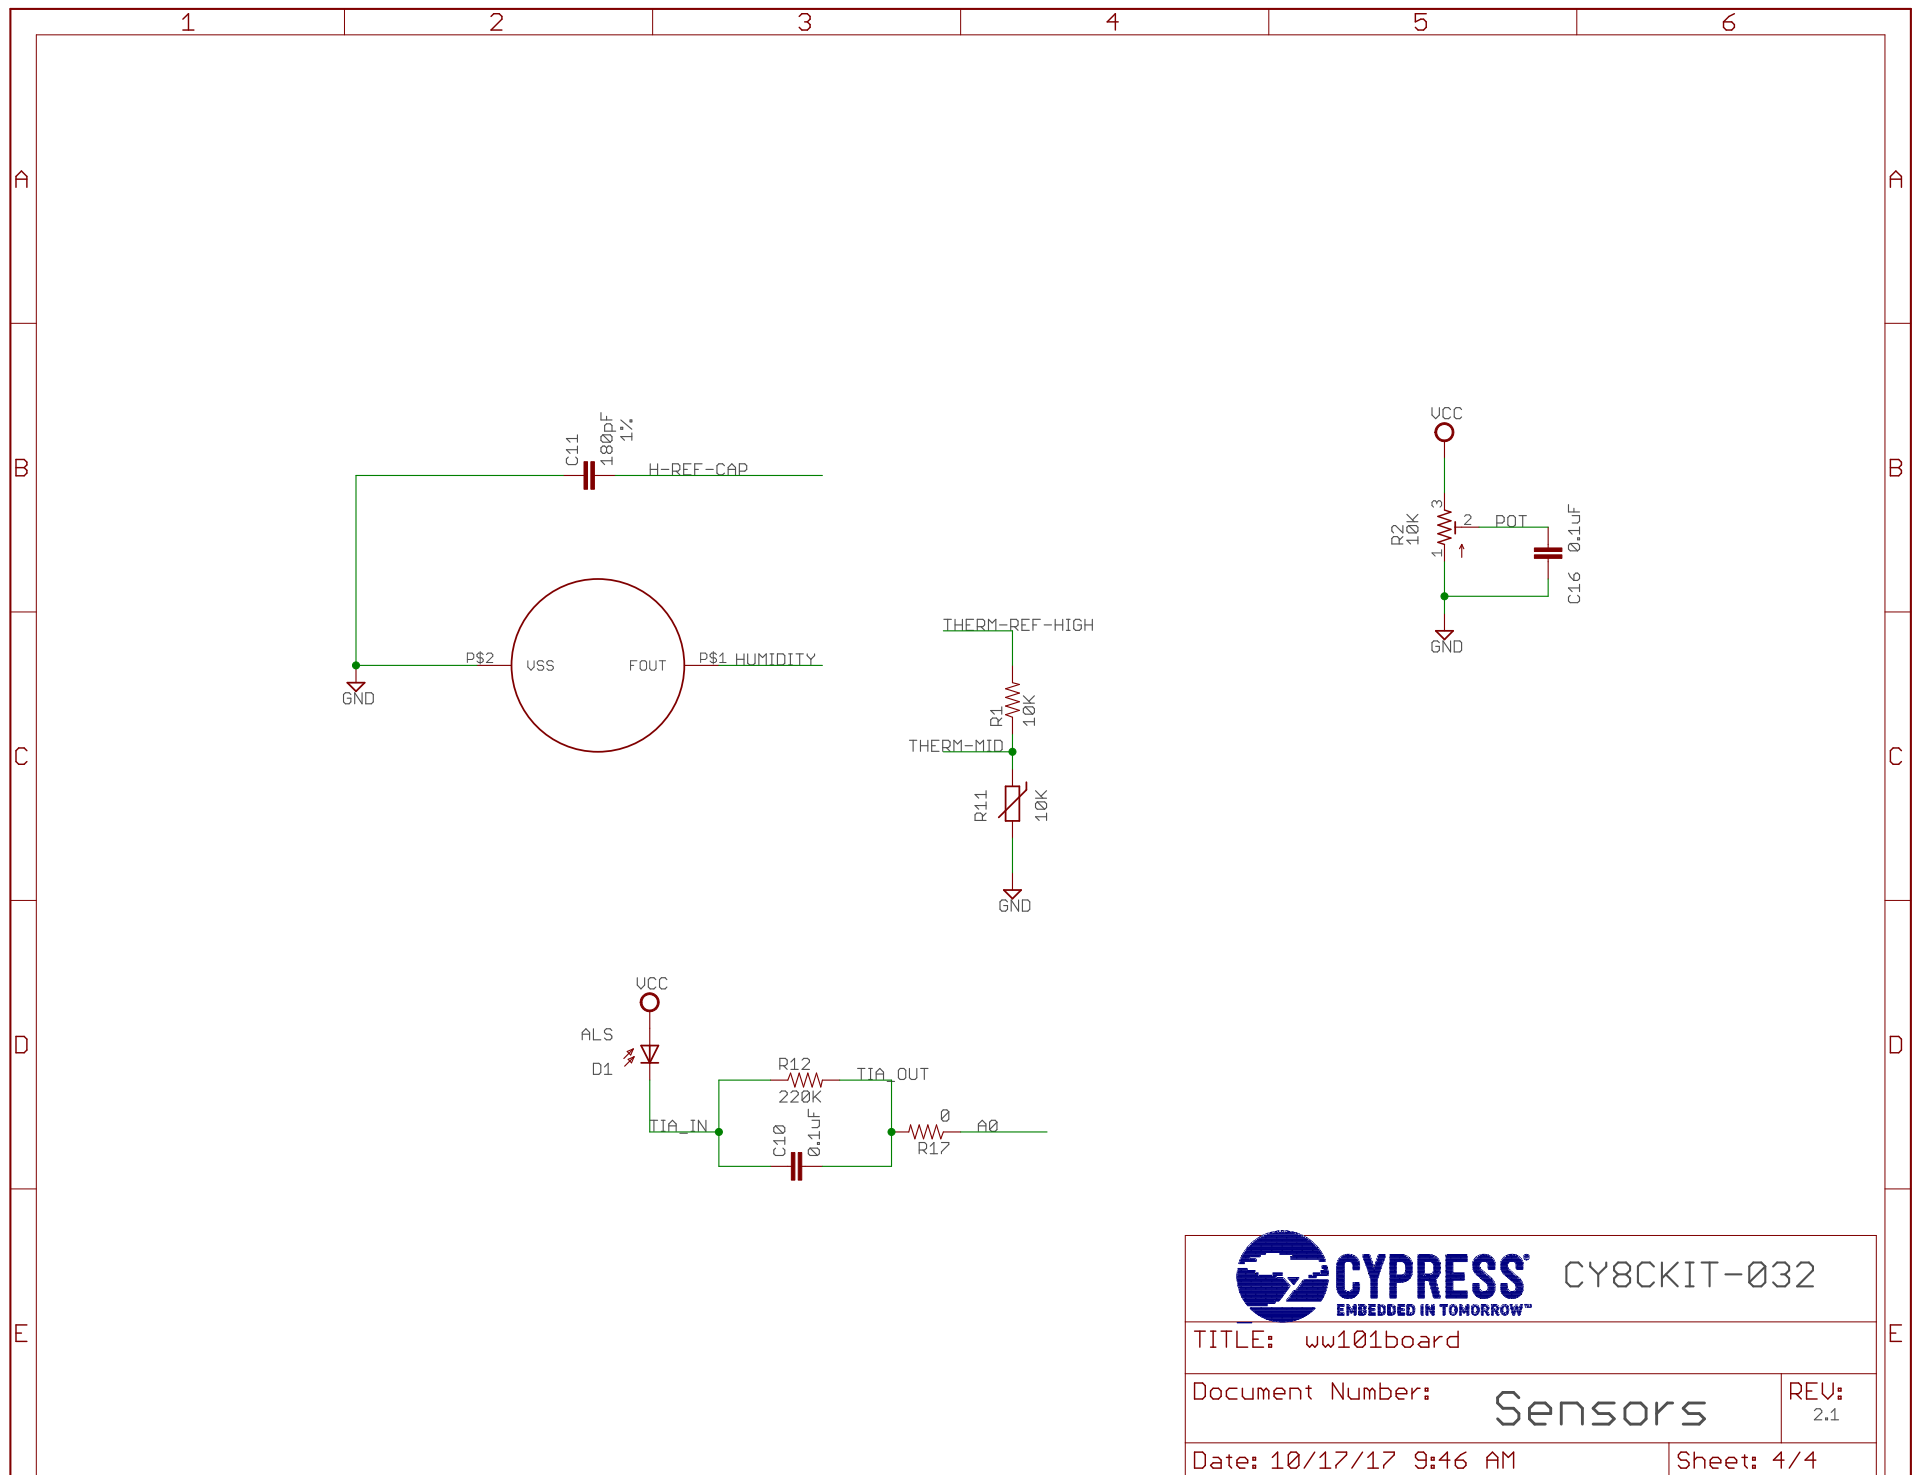 1 2 3 4 5 6
A A
B B
C C
D D
E E
C11
180pF
1%
H-REF-CAP
P$2 VSS FOUT P$1 HUMIDITY
GND
THERM-REF-HIGH
R1
10K
THERM-MID
R11
10K
GND
VCC
R2
10K
3
2
1
POT
0.1uF
C16
GND
VCC
ALS
D1
TIA_IN
R12
220K
TIA_OUT
C10
0.1uF
0
R17
A0
CYPRESS®
EMBEDDED IN TOMORROW™
CY8CKIT-032
TITLE: ww101board
Document Number:
Sensors
REV:
2.1
Date: 10/17/17 9:46 AM
Sheet: 4/4